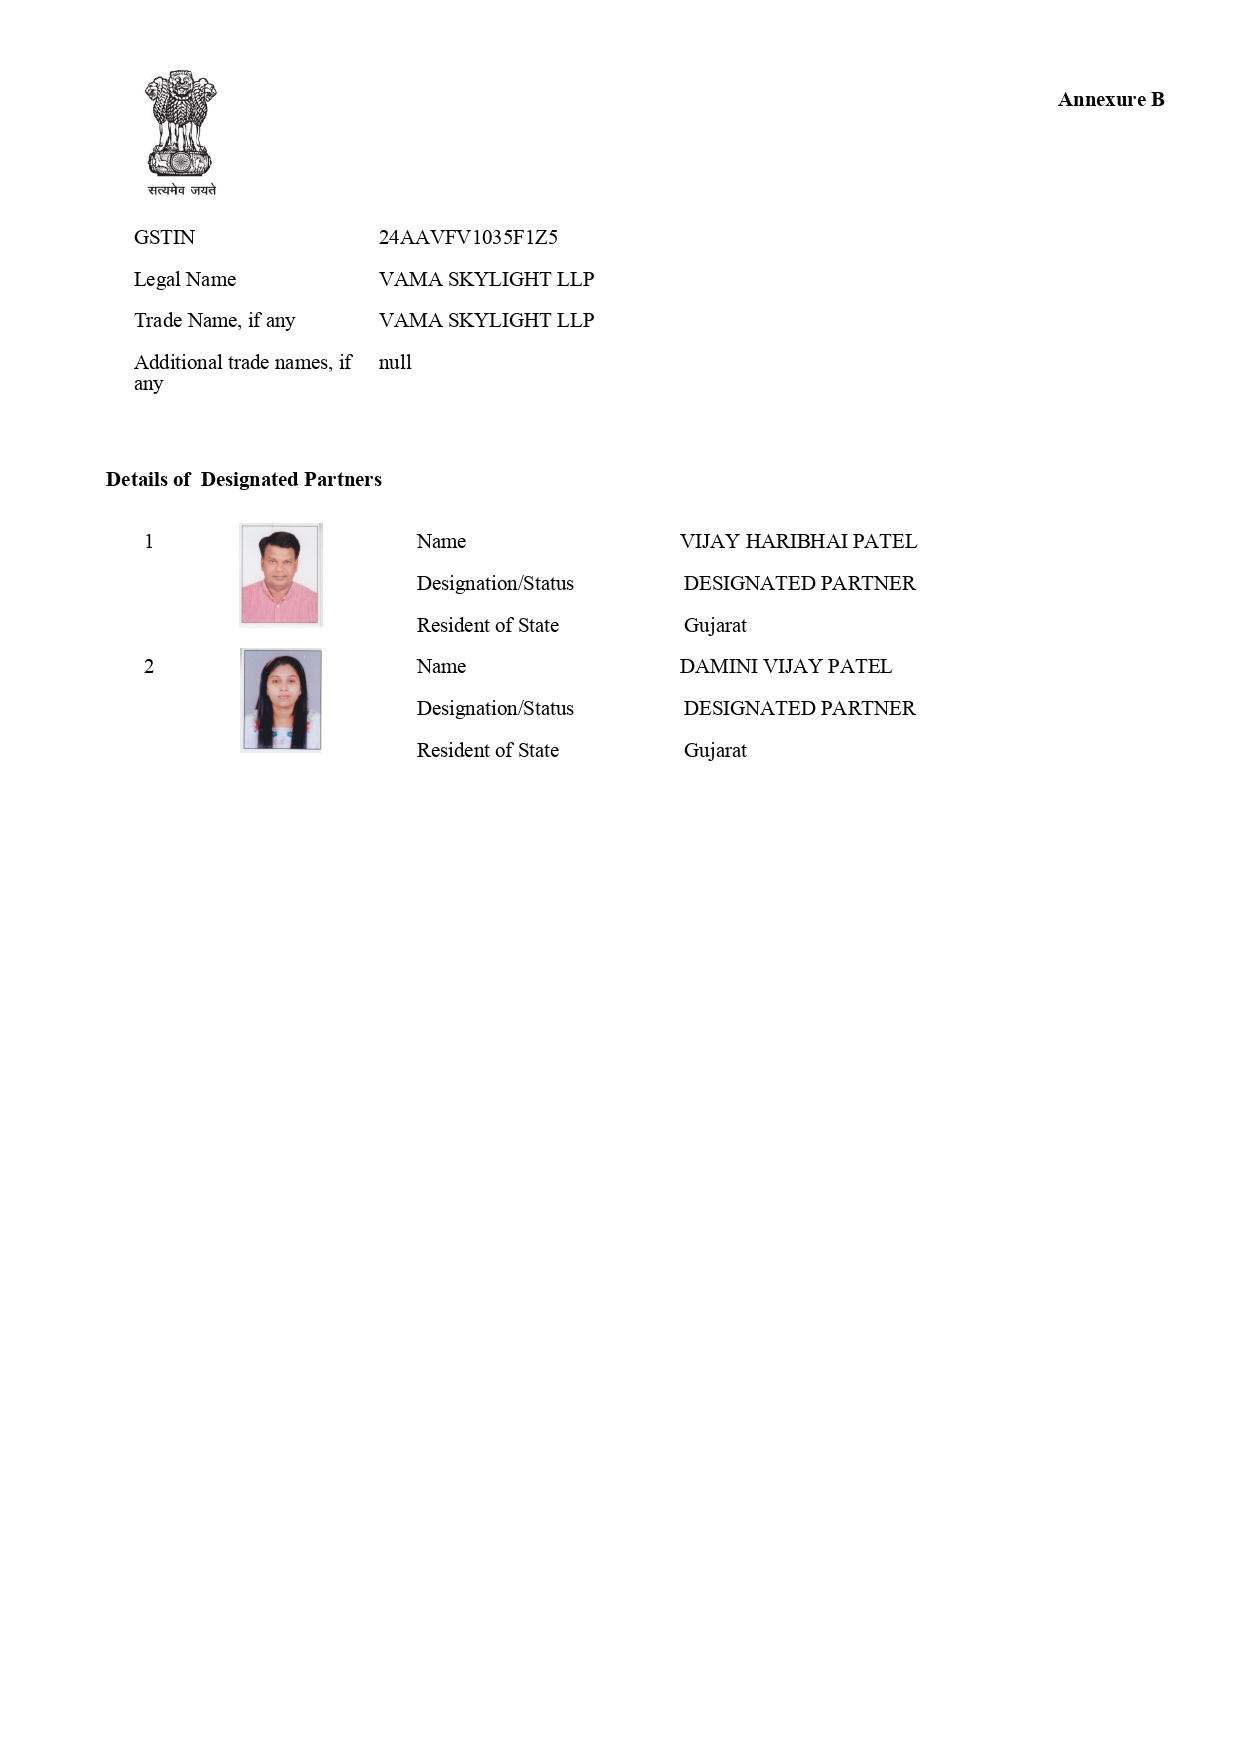 Annexure B
सत्यमेव जयते
GSTIN 24AAVFV1035F1Z5
Legal Name VAMA SKYLIGHT LLP
Trade Name, if any VAMA SKYLIGHT LLP
Additional trade names, if null
any
Details of Designated Partners
1 Name VIJAY HARIBHAI PATEL
Designation/Status DESIGNATED PARTNER
Resident of State Gujarat
2 Name DAMINI VIJAY PATEL
Designation/Status DESIGNATED PARTNER
Resident of State Gujarat